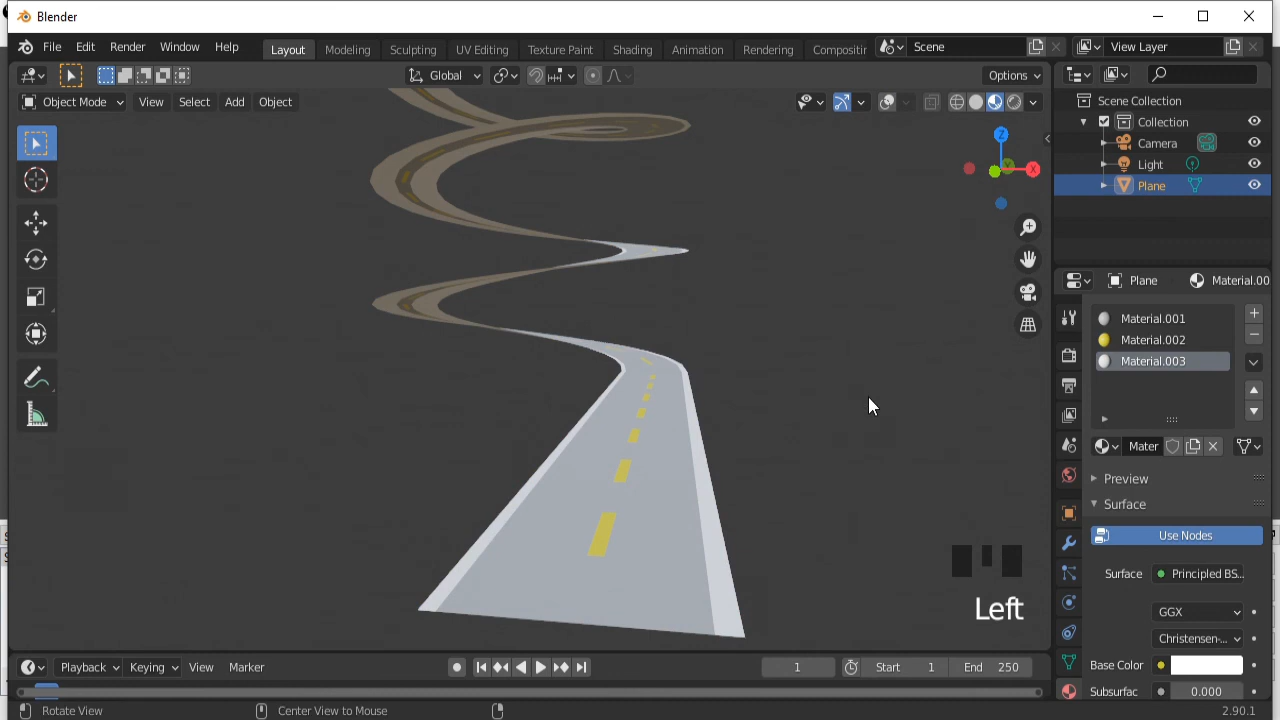 Blender
File Edit Render Window Help Layout Modeling Sculpting UV Editing Texture Paint Shading Animation Rendering Compositin Scene View Layer
Global Options
Object Mode View Select Add Object
Scene Collection
Collection
Camera
Light
Plane
Z
X
Y
Plane Material.00
Material.001
Material.002
Material.003
Mater
Preview
Surface
Use Nodes
Surface Principled BS...
GGX
Christensen-...
Base Color
Subsurfac 0.000
Left
Playback Keying View Marker 1 Start 1 End 250
Rotate View Center View to Mouse 2.90.1